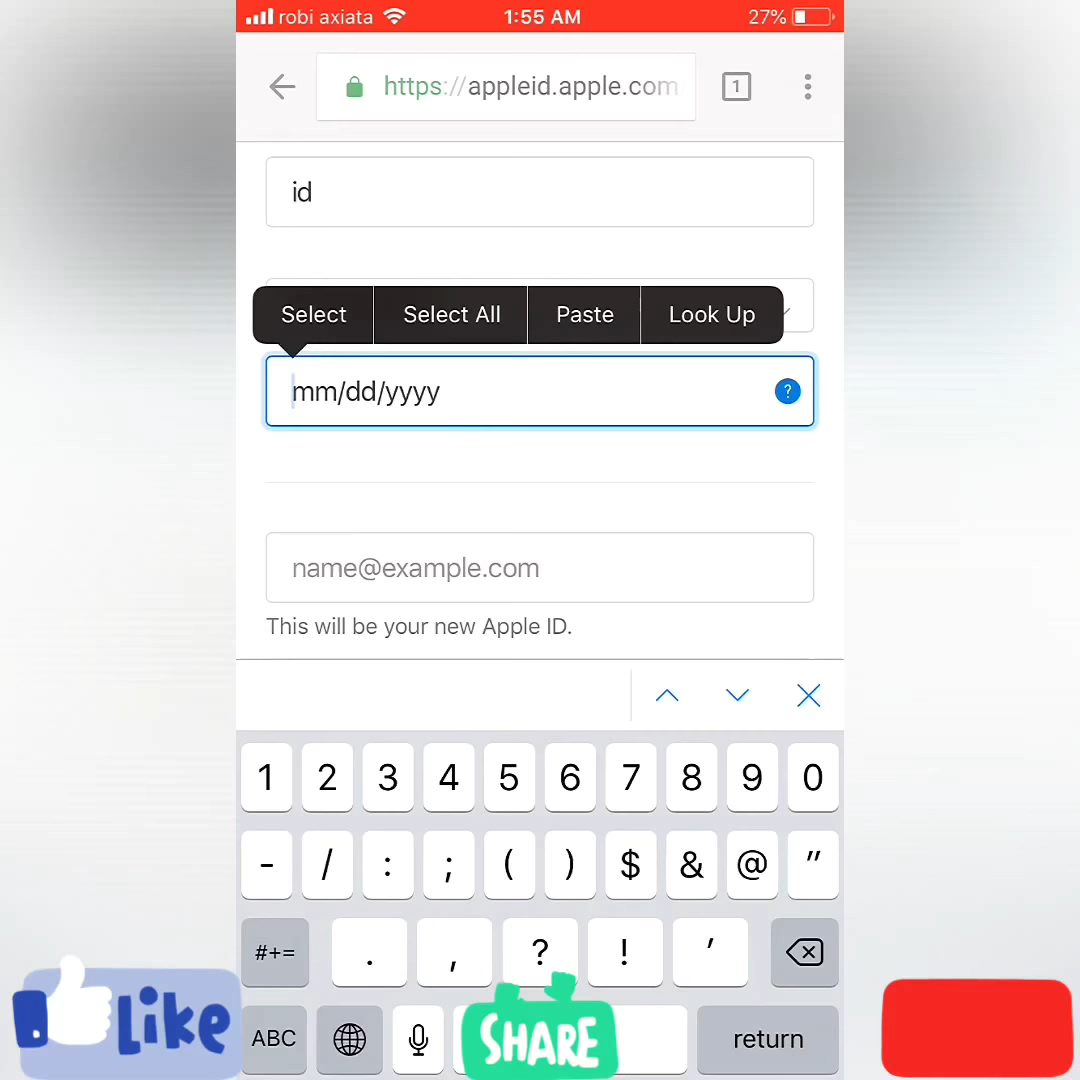 robi axiata 1:55 AM 27%
https://appleid.apple.com 1
id
Select Select All Paste Look Up
mm/dd/yyyy ?
name@example.com
This will be your new Apple ID.
1 2 3 4 5 6 7 8 9 0
- / : ; ( ) $ & @ "
#+= . , ? ! '
ABC return
Like SHARE